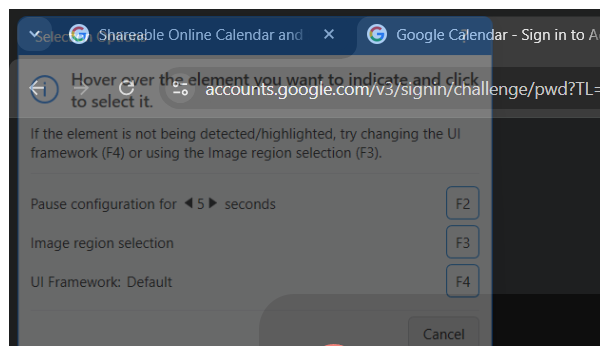 Selection Options
Shareable Online Calendar and
Google Calendar - Sign in to A
Hover over the element you want to indicate and click
to select it.
accounts.google.com/v3/signin/challenge/pwd?TL=
If the element is not being detected/highlighted, try changing the UI
framework (F4) or using the Image region selection (F3).
Pause configuration for 5 seconds
F2
Image region selection
F3
UI Framework: Default
F4
Cancel